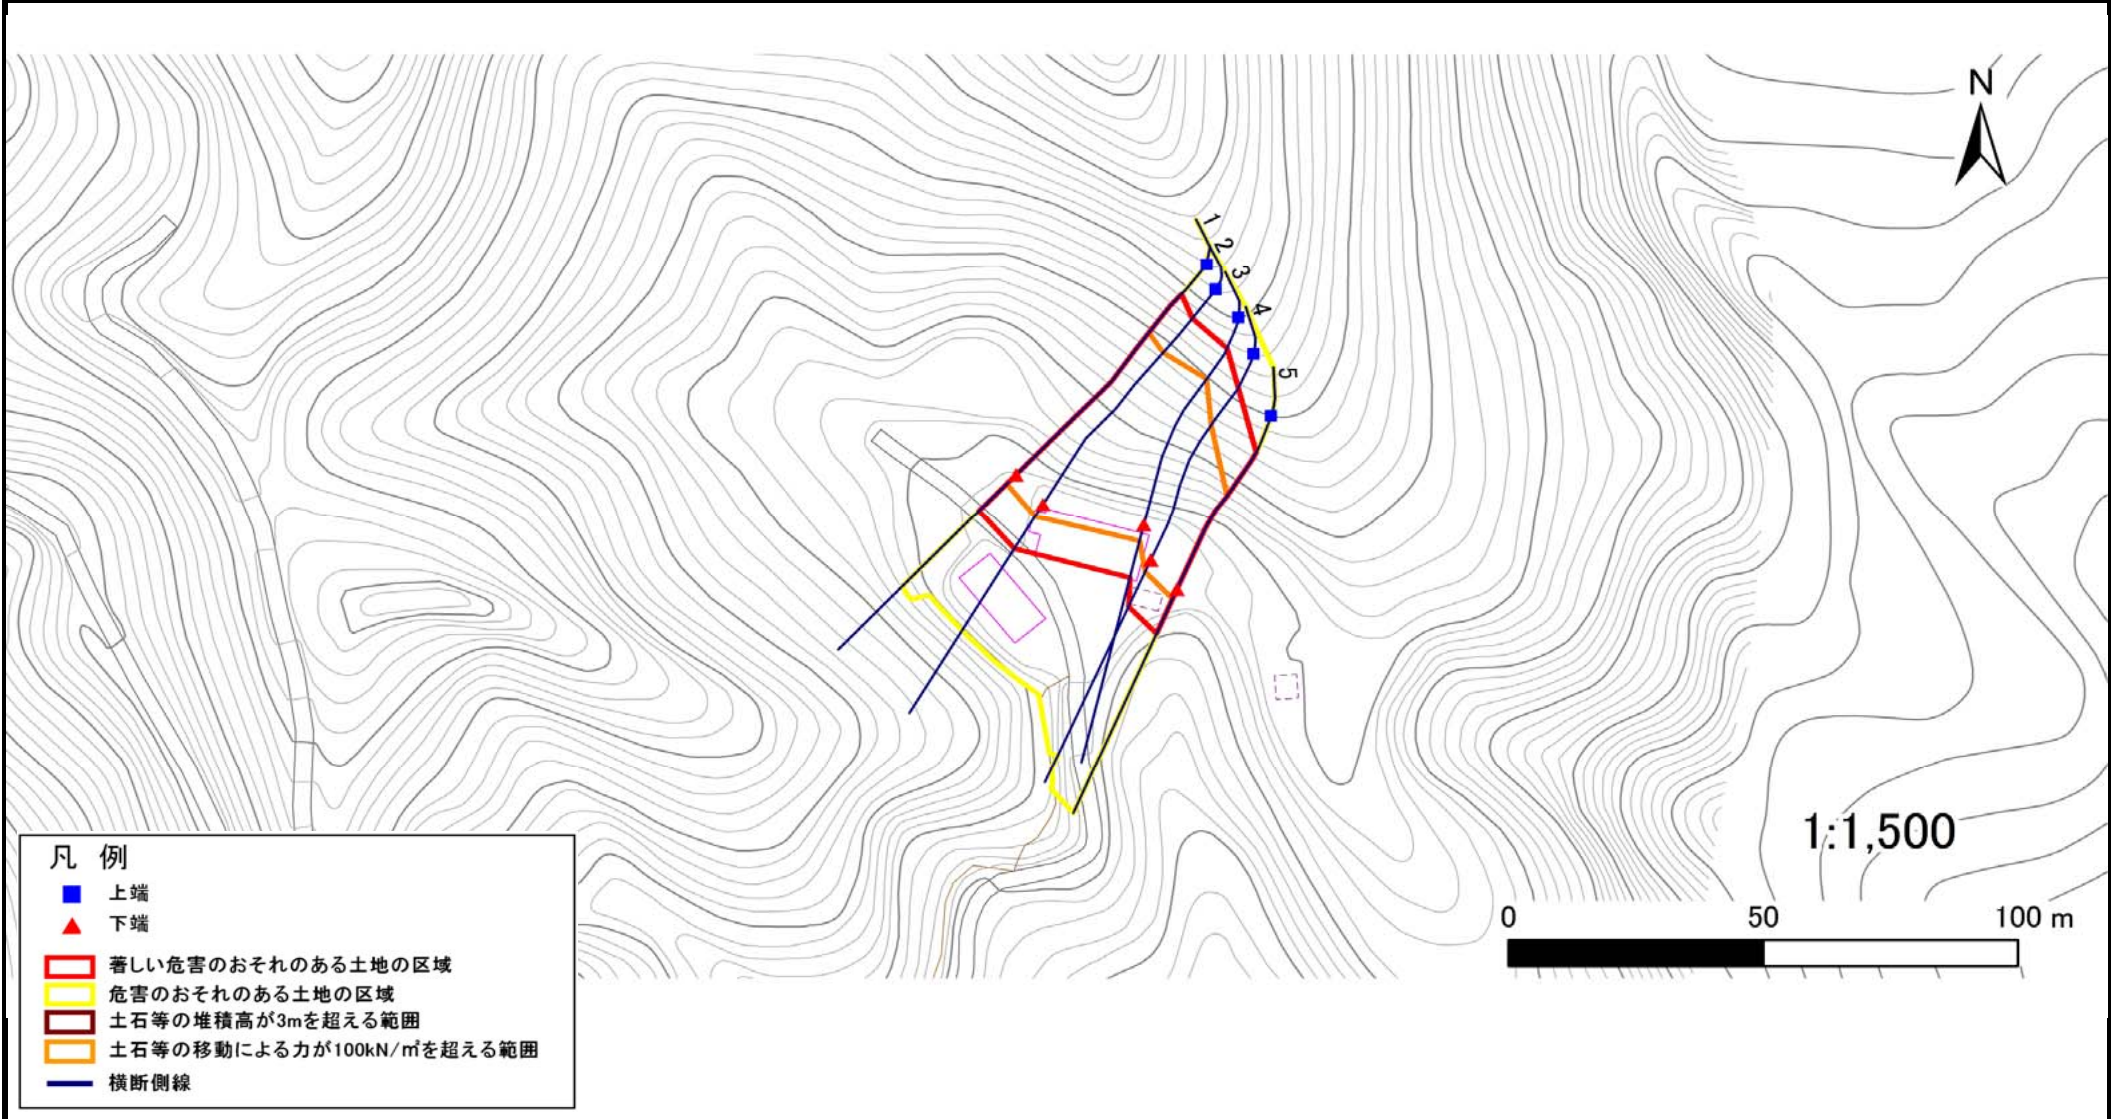 N
1
2
3
4
5
1:1,500
0 50 100 m
凡 例
上端
下端
著しい危害のおそれのある土地の区域
危害のおそれのある土地の区域
土石等の堆積高が3mを超える範囲
土石等の移動による力が100kN/㎡を超える範囲
横断側線